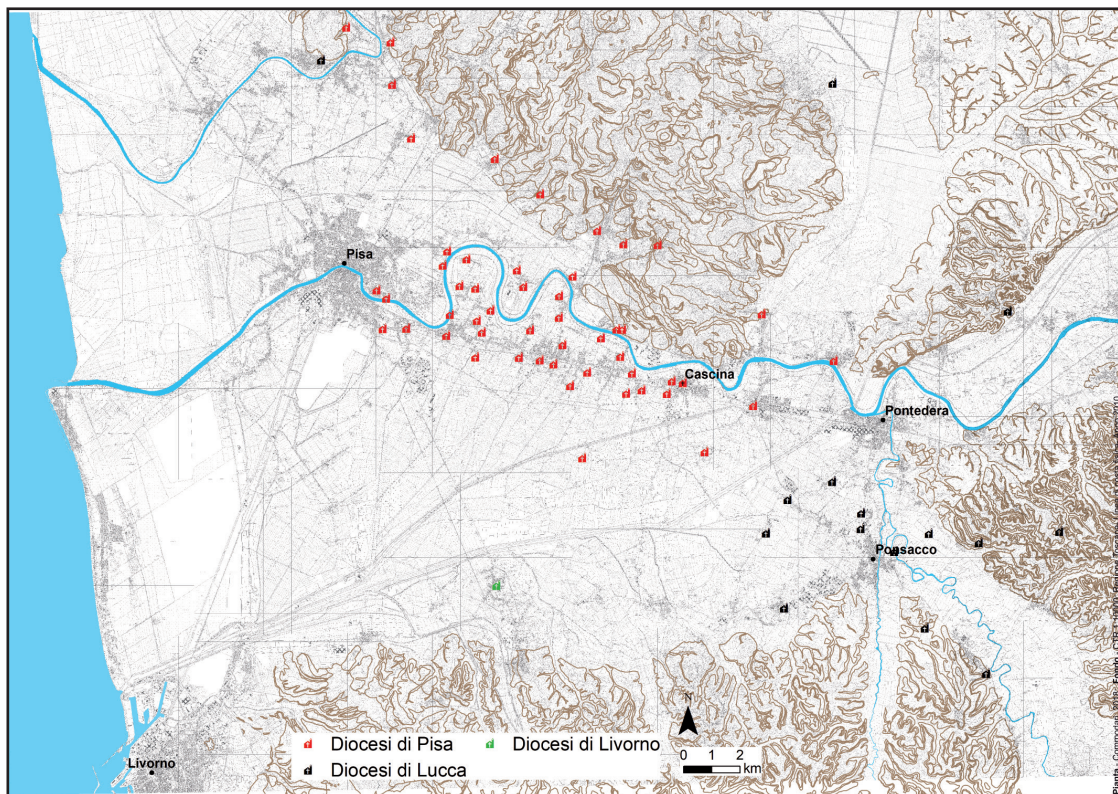 Pisa
Cascina
Pontedera
Ponsacco
Livorno
N
Diocesi di Pisa
Diocesi di Livorno
Diocesi di Lucca
0 1 2
km